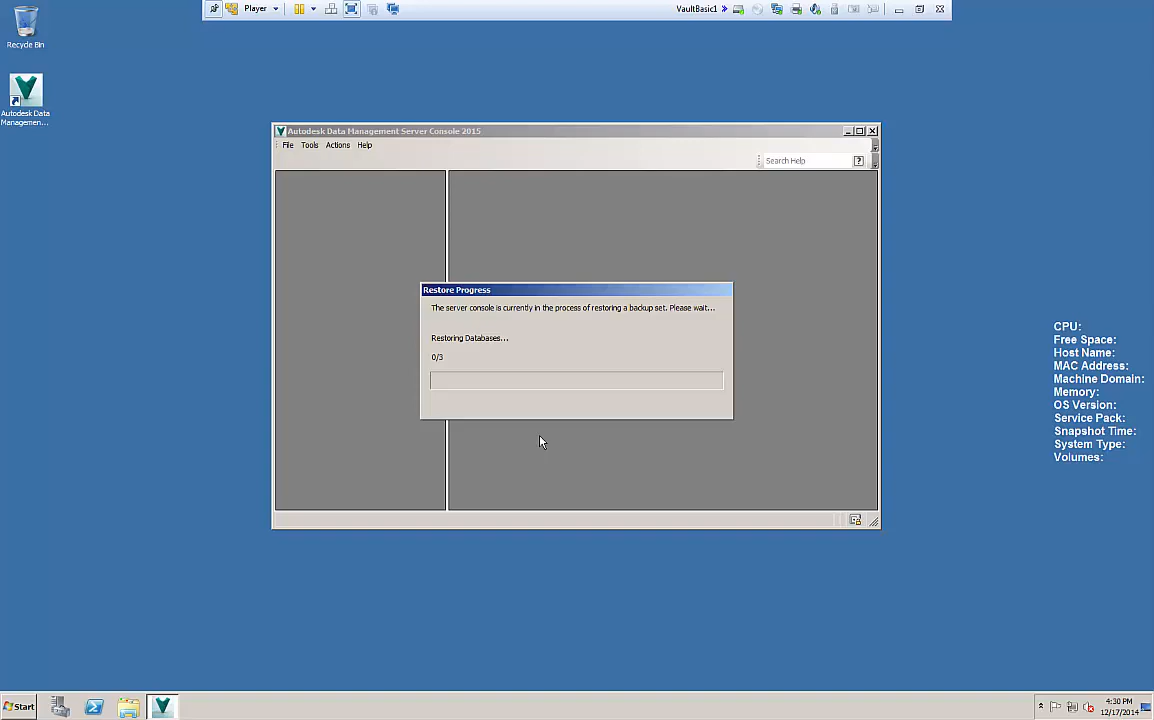 Player
VaultBasic1
Recycle Bin
Autodesk Data
Managemen...
Autodesk Data Management Server Console 2015
File Tools Actions Help
Search Help
Restore Progress
The server console is currently in the process of restoring a backup set. Please wait...
Restoring Databases...
0/3
CPU:
Free Space:
Host Name:
MAC Address:
Machine Domain:
Memory:
OS Version:
Service Pack:
Snapshot Time:
System Type:
Volumes:
Start
4:30 PM
12/17/2014